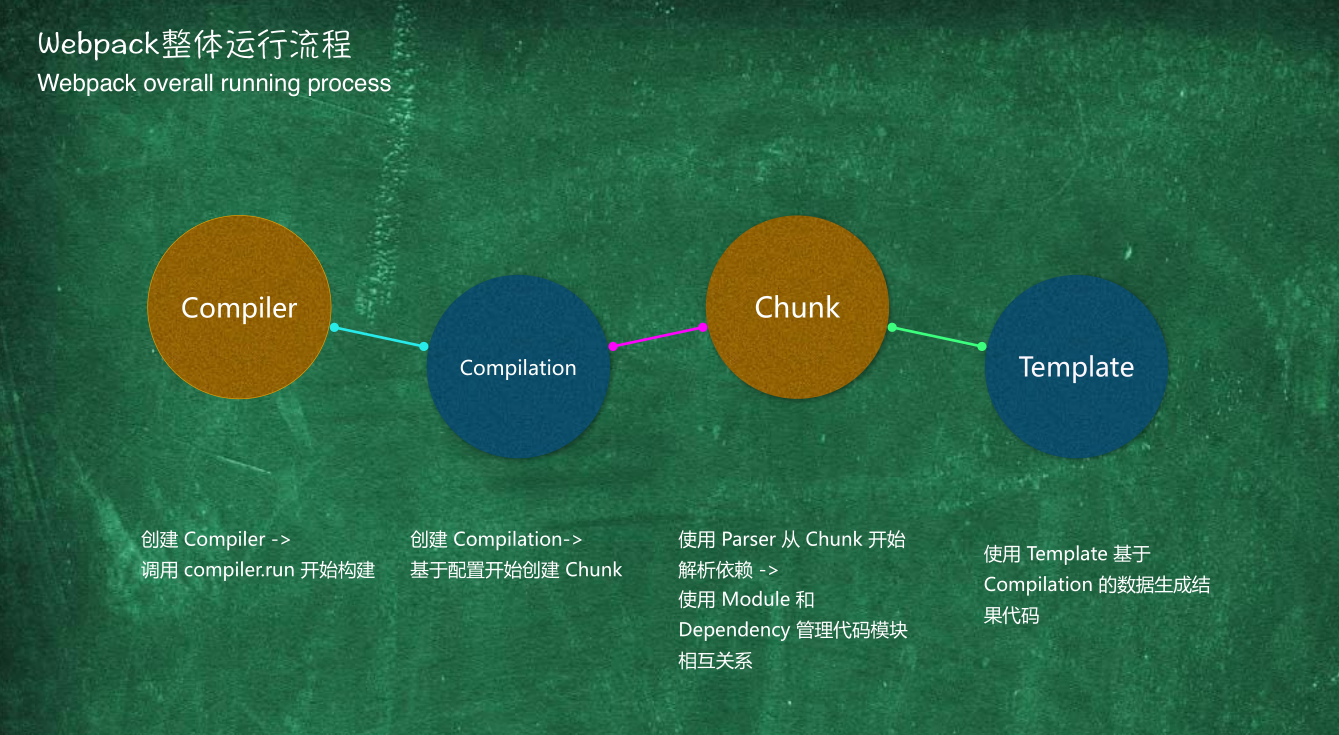 Webpack整体运行流程
Webpack overall running process
Compiler
Compilation
Chunk
Template
创建 Compiler ->
调用 compiler.run 开始构建
创建 Compilation->
基于配置开始创建 Chunk
使用 Parser 从 Chunk 开始
解析依赖 ->
使用 Module 和
Dependency 管理代码模块
相互关系
使用 Template 基于
Compilation 的数据生成结
果代码